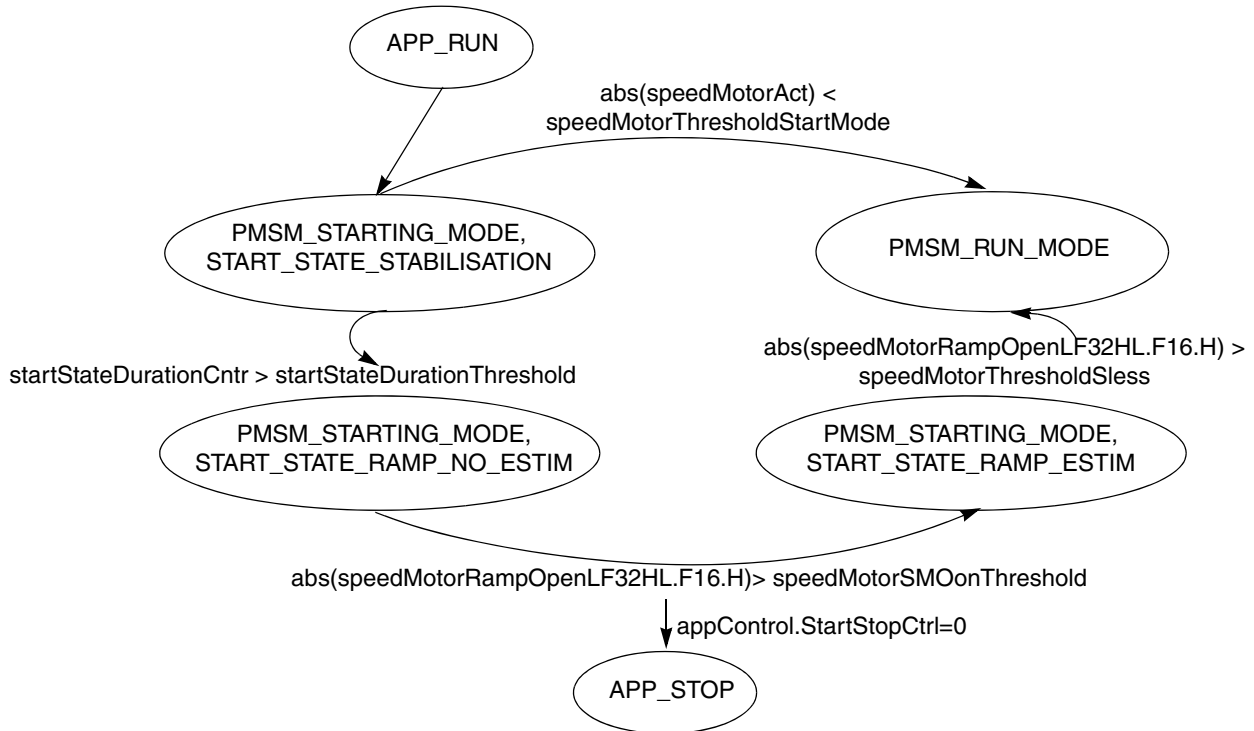 APP_RUN
abs(speedMotorAct) <
speedMotorThresholdStartMode
PMSM_STARTING_MODE,
START_STATE_STABILISATION
PMSM_RUN_MODE
startStateDurationCntr > startStateDurationThreshold
abs(speedMotorRampOpenLF32HL.F16.H) >
speedMotorThresholdSless
PMSM_STARTING_MODE,
START_STATE_RAMP_NO_ESTIM
PMSM_STARTING_MODE,
START_STATE_RAMP_ESTIM
abs(speedMotorRampOpenLF32HL.F16.H)> speedMotorSMOonThreshold
appControl.StartStopCtrl=0
APP_STOP